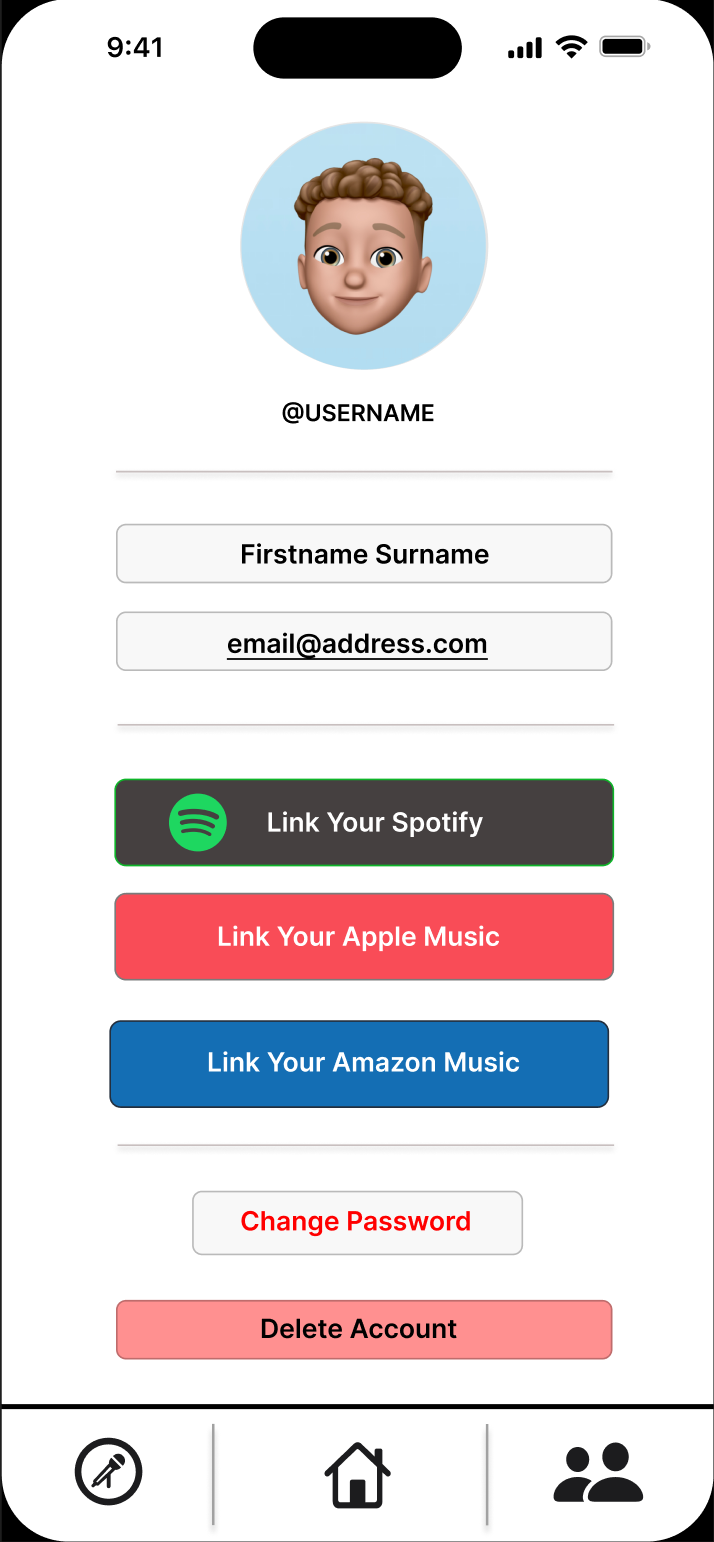 9:41
@USERNAME
Firstname Surname
email@address.com
Link Your Spotify
Link Your Apple Music
Link Your Amazon Music
Change Password
Delete Account